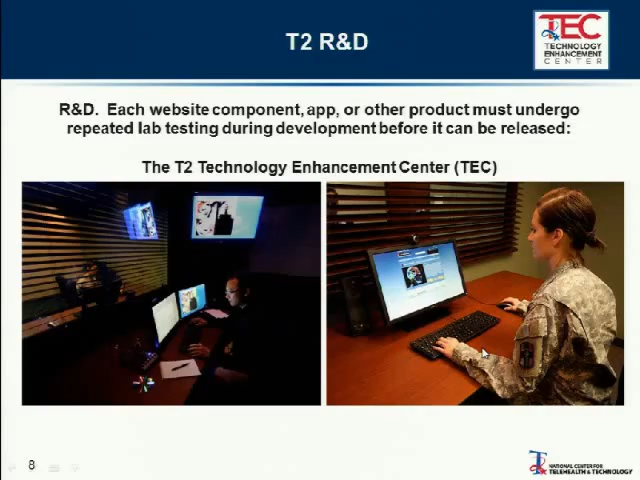 T2 R&D
TEC
TECHNOLOGY
ENHANCEMENT
CENTER
R&D. Each website component, app, or other product must undergo
repeated lab testing during development before it can be released:
The T2 Technology Enhancement Center (TEC)
8
NATIONAL CENTER FOR
TELEHEALTH & TECHNOLOGY